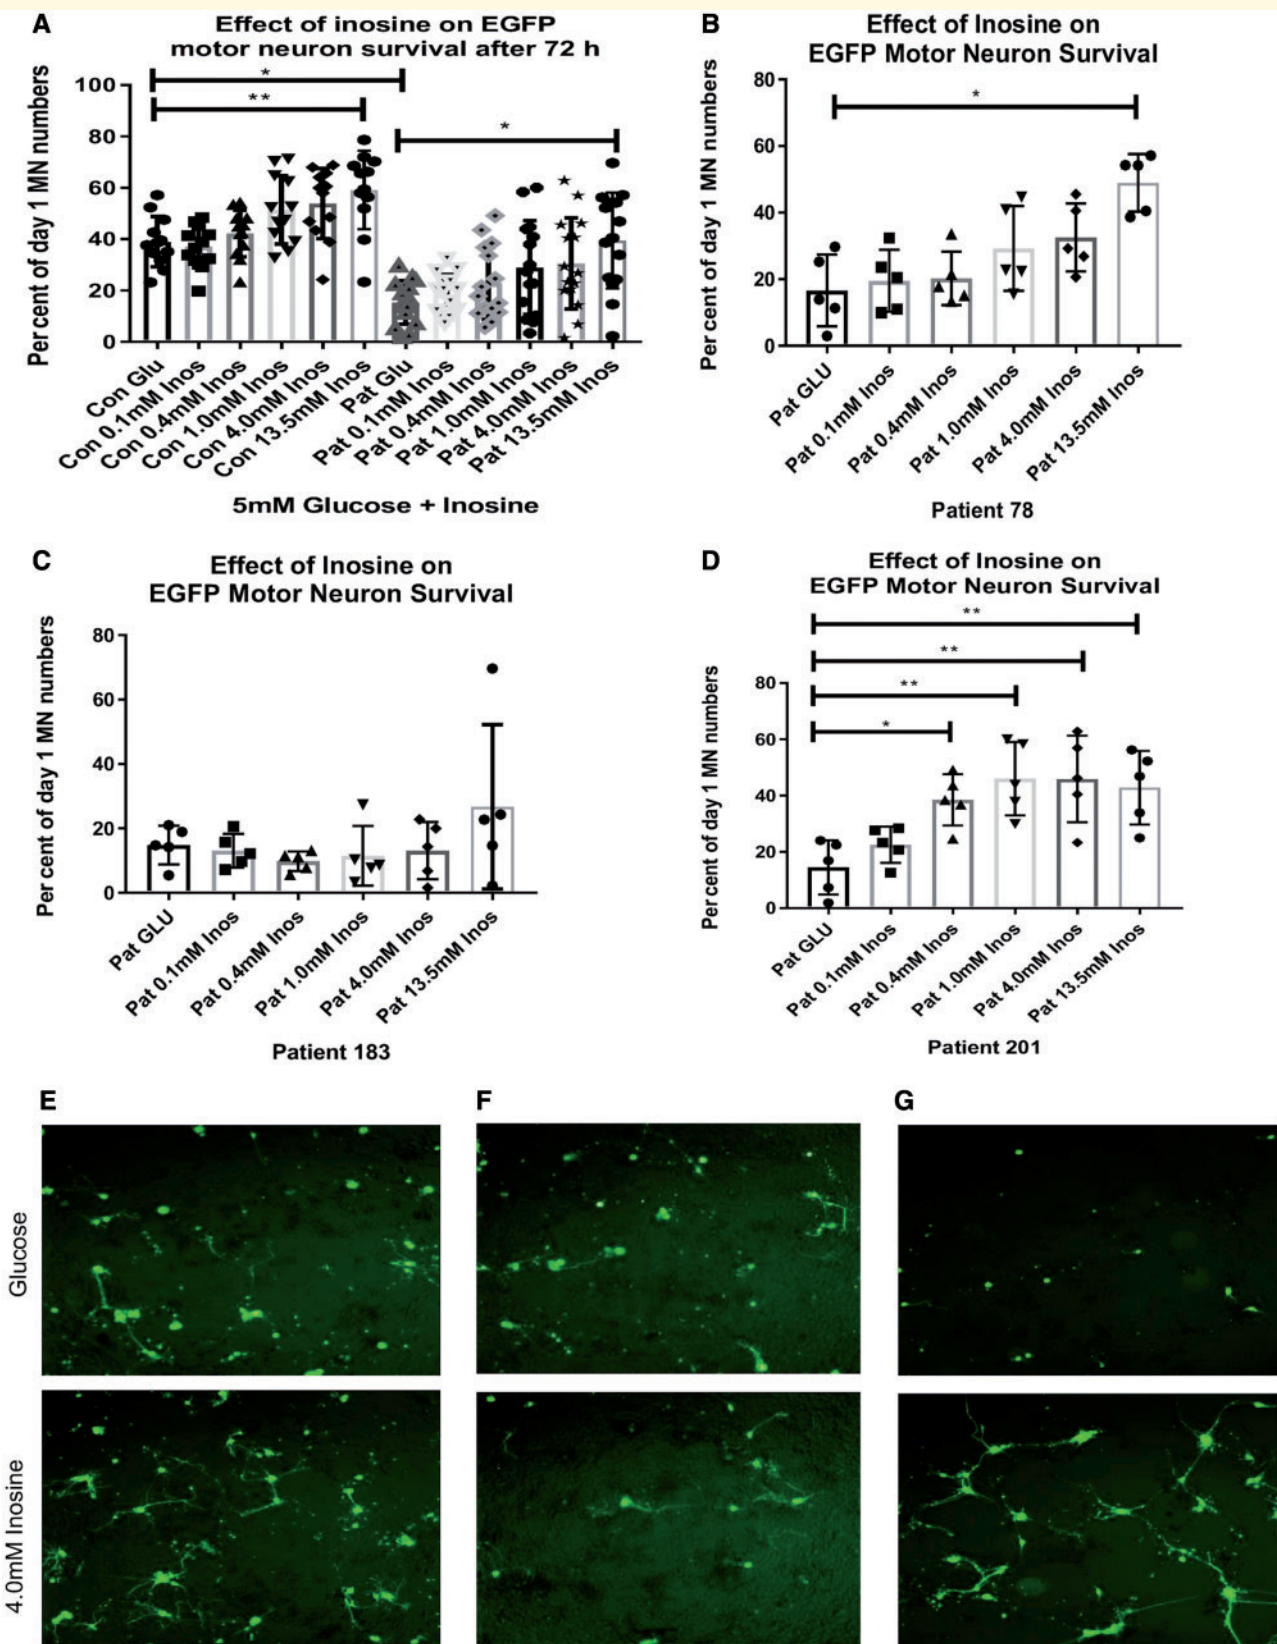 A
Effect of inosine on EGFP
motor neuron survival after 72 h
Per cent of day 1 MN numbers
100
80
60
40
20
0
*
**
*
Con Glu
Con 0.1mM Inos
Con 0.4mM Inos
Con 1.0mM Inos
Con 4.0mM Inos
Con 13.5mM Inos
Pat Glu
Pat 0.1mM Inos
Pat 0.4mM Inos
Pat 1.0mM Inos
Pat 4.0mM Inos
Pat 13.5mM Inos
5mM Glucose + Inosine
B
Effect of Inosine on
EGFP Motor Neuron Survival
Per cent of day 1 MN numbers
80
60
40
20
0
*
Pat GLU
Pat 0.1mM Inos
Pat 0.4mM Inos
Pat 1.0mM Inos
Pat 4.0mM Inos
Pat 13.5mM Inos
Patient 78
C
Effect of Inosine on
EGFP Motor Neuron Survival
Per cent of day 1 MN numbers
80
60
40
20
0
Pat GLU
Pat 0.1mM Inos
Pat 0.4mM Inos
Pat 1.0mM Inos
Pat 4.0mM Inos
Pat 13.5mM Inos
Patient 183
D
Effect of Inosine on
EGFP Motor Neuron Survival
Per cent of day 1 MN numbers
80
60
40
20
0
**
**
**
*
Pat GLU
Pat 0.1mM Inos
Pat 0.4mM Inos
Pat 1.0mM Inos
Pat 4.0mM Inos
Pat 13.5mM Inos
Patient 201
E
F
G
Glucose
4.0mM Inosine